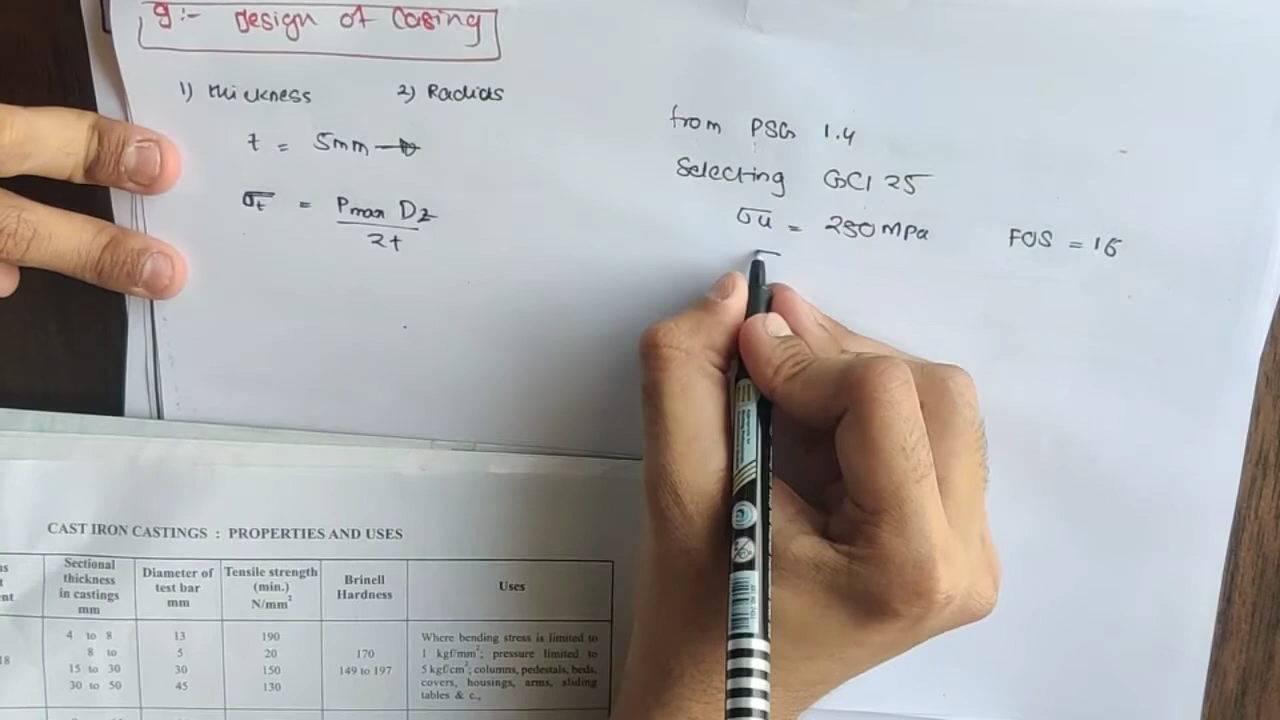 9:- Design of Casing
1) thickness 2) Radius
t = 5mm
σt = Pmax D2 / 2t
from PSG 1.4
Selecting GCI 25
σu = 250 MPa FOS = 16
CAST IRON CASTINGS : PROPERTIES AND USES
Sectional thickness in castings mm
Diameter of test bar mm
Tensile strength (min.) N/mm²
Brinell Hardness
Uses
18
4 to 8 13 190
8 to 5 20 170
15 to 30 30 150 149 to 197
30 to 50 45 130
Where bending stress is limited to
1 kgf/mm²; pressure limited to
5 kgf/cm²; columns, pedestals, beds,
covers, housings, arms, sliding
tables & c.,